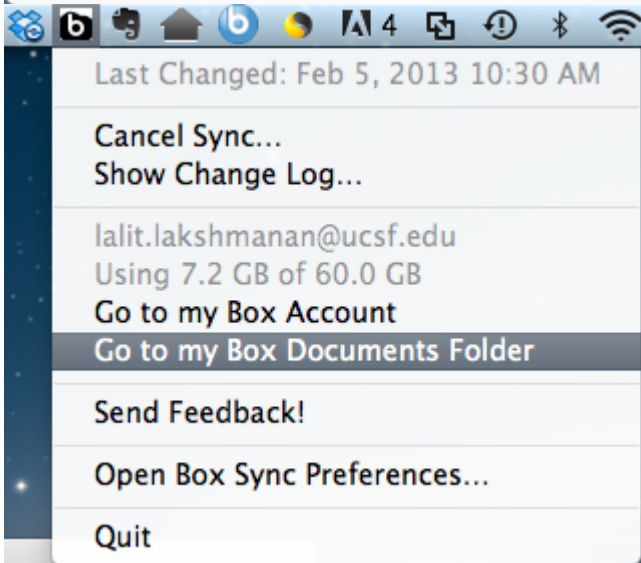 4
Last Changed: Feb 5, 2013 10:30 AM
Cancel Sync...
Show Change Log...
lalit.lakshmanan@ucsf.edu
Using 7.2 GB of 60.0 GB
Go to my Box Account
Go to my Box Documents Folder
Send Feedback!
Open Box Sync Preferences...
Quit